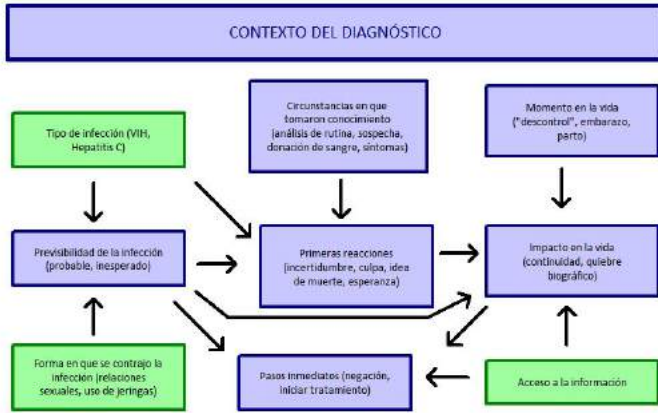 CONTEXTO DEL DIAGNÓSTICO
Tipo de infección (VIH,
Hepatitis C)
Circunstancias en que
tomaron conocimiento
(análisis de rutina, sospecha,
donación de sangre, síntomas)
Momento en la vida
("descontrol", embarazo,
parto)
Previsibilidad de la infección
(probable, inesperado)
Primeras reacciones
(incertidumbre, culpa, idea
de muerte, esperanza)
Impacto en la vida
(continuidad, quiebre
biográfico)
Forma en que se contrajo la
infección (relaciones
sexuales, uso de jeringas)
Pasos inmediatos (negación,
iniciar tratamiento)
Acceso a la información